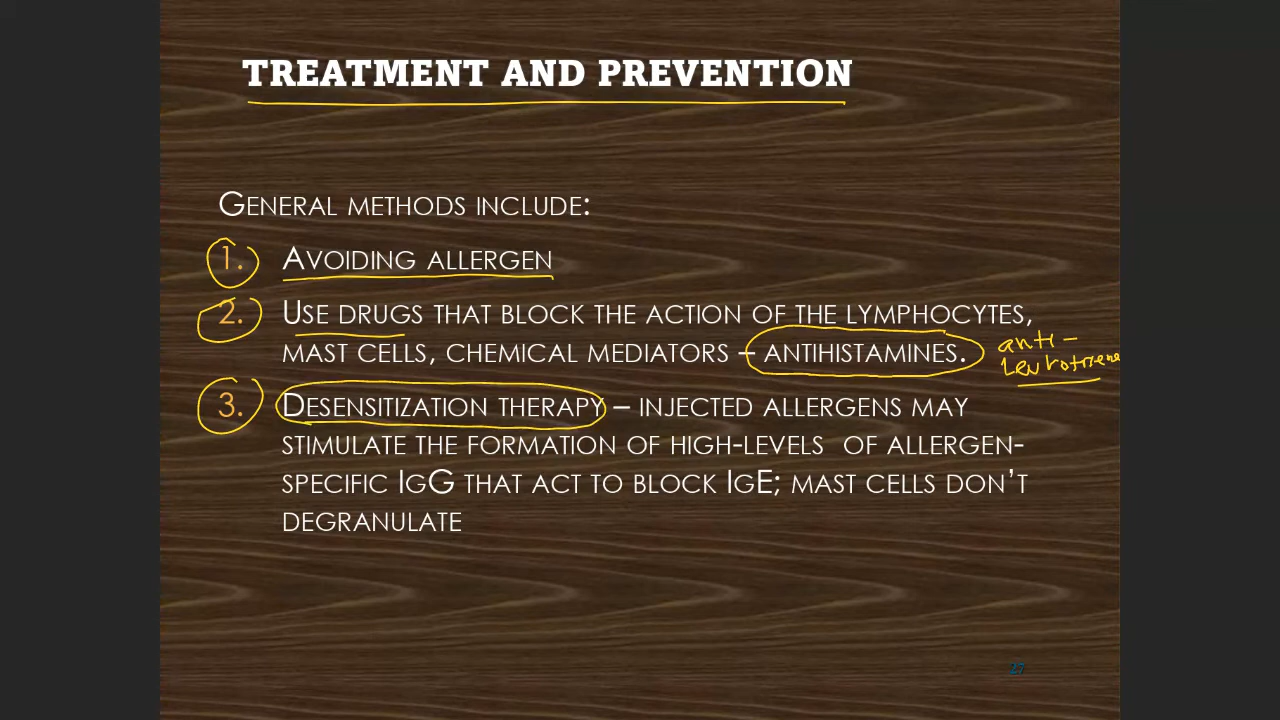 TREATMENT AND PREVENTION
GENERAL METHODS INCLUDE:
1. AVOIDING ALLERGEN
2. USE DRUGS THAT BLOCK THE ACTION OF THE LYMPHOCYTES,
MAST CELLS, CHEMICAL MEDIATORS – ANTIHISTAMINES.
anti-
Leukotriene
3. DESENSITIZATION THERAPY – INJECTED ALLERGENS MAY
STIMULATE THE FORMATION OF HIGH-LEVELS OF ALLERGEN-
SPECIFIC IGG THAT ACT TO BLOCK IGE; MAST CELLS DON'T
DEGRANULATE
27